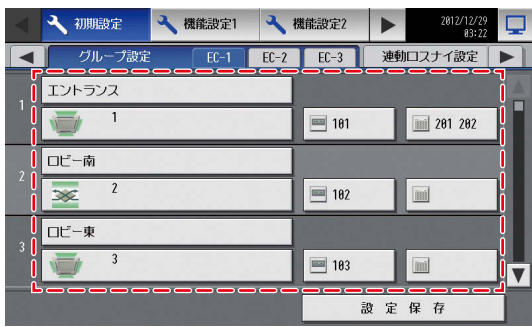 初期設定 機能設定1 機能設定2 2012/12/29
03:22
グループ設定 EC-1 EC-2 EC-3 連動ロスナイ設定
エントランス
1 1 101 201 202
ロビー南
2 2 102
ロビー東
3 3 103
設定保存